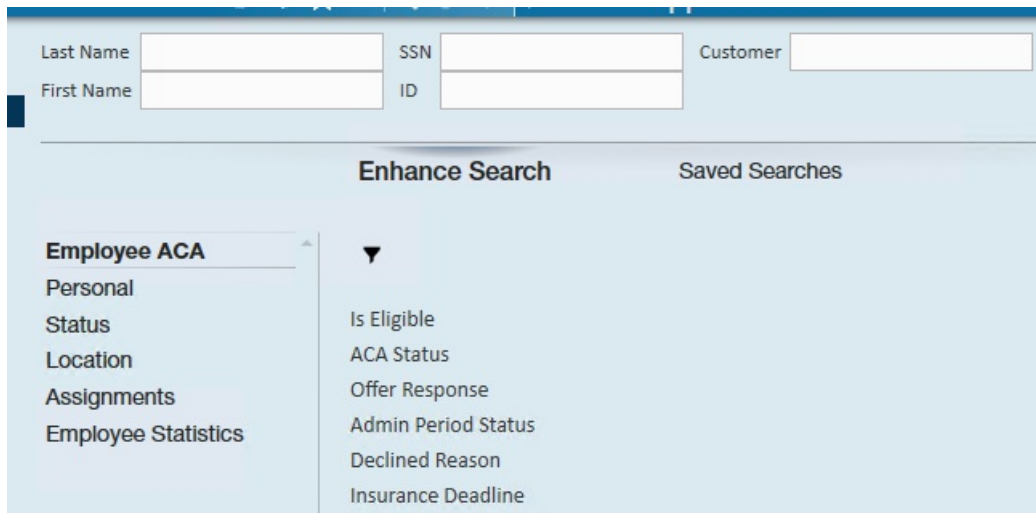 Last Name SSN Customer
First Name ID
Enhance Search Saved Searches
Employee ACA
Personal
Status
Location
Assignments
Employee Statistics
Is Eligible
ACA Status
Offer Response
Admin Period Status
Declined Reason
Insurance Deadline